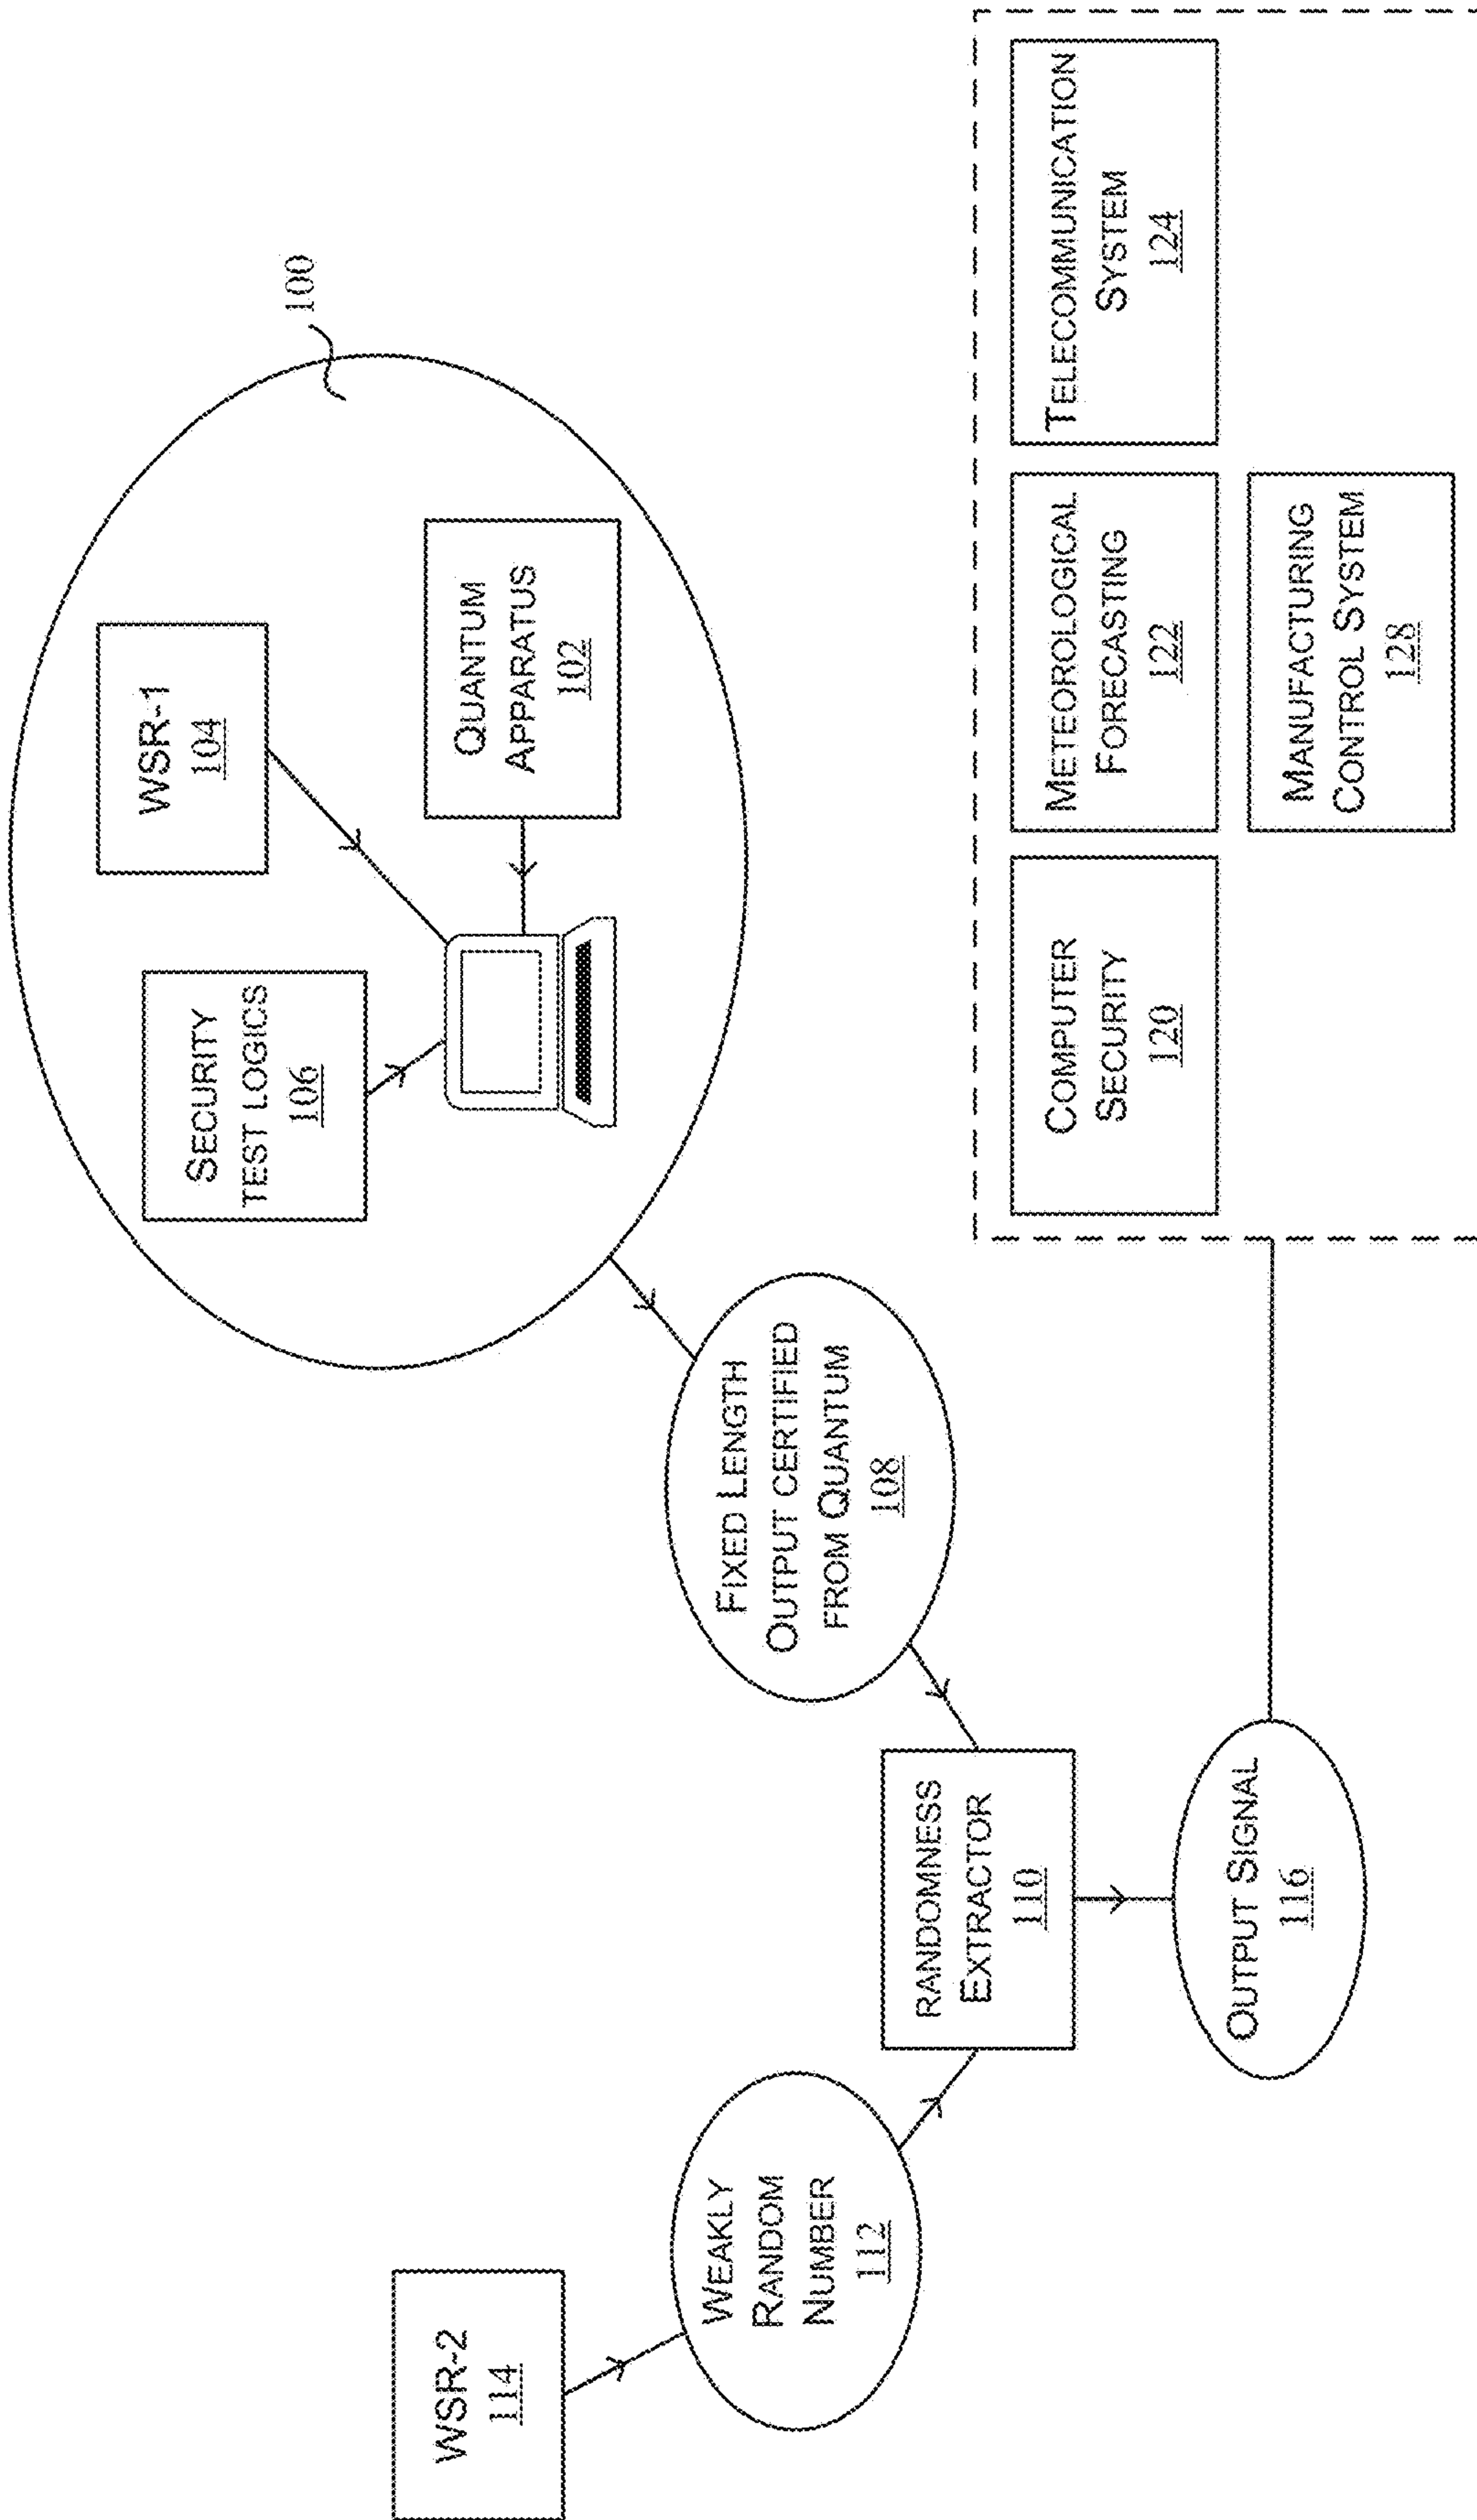 WSR-2
114
WEAKLY
RANDOM
NUMBER
112
RANDOMNESS
EXTRACTOR
110
OUTPUT SIGNAL
116
FIXED LENGTH
OUTPUT CERTIFIED
FROM QUANTUM
108
SECURITY
TEST LOGICS
106
WSR-1
104
QUANTUM
APPARATUS
102
100
COMPUTER
SECURITY
120
METEOROLOGICAL
FORECASTING
122
TELECOMMUNICATION
SYSTEM
124
MANUFACTURING
CONTROL SYSTEM
128